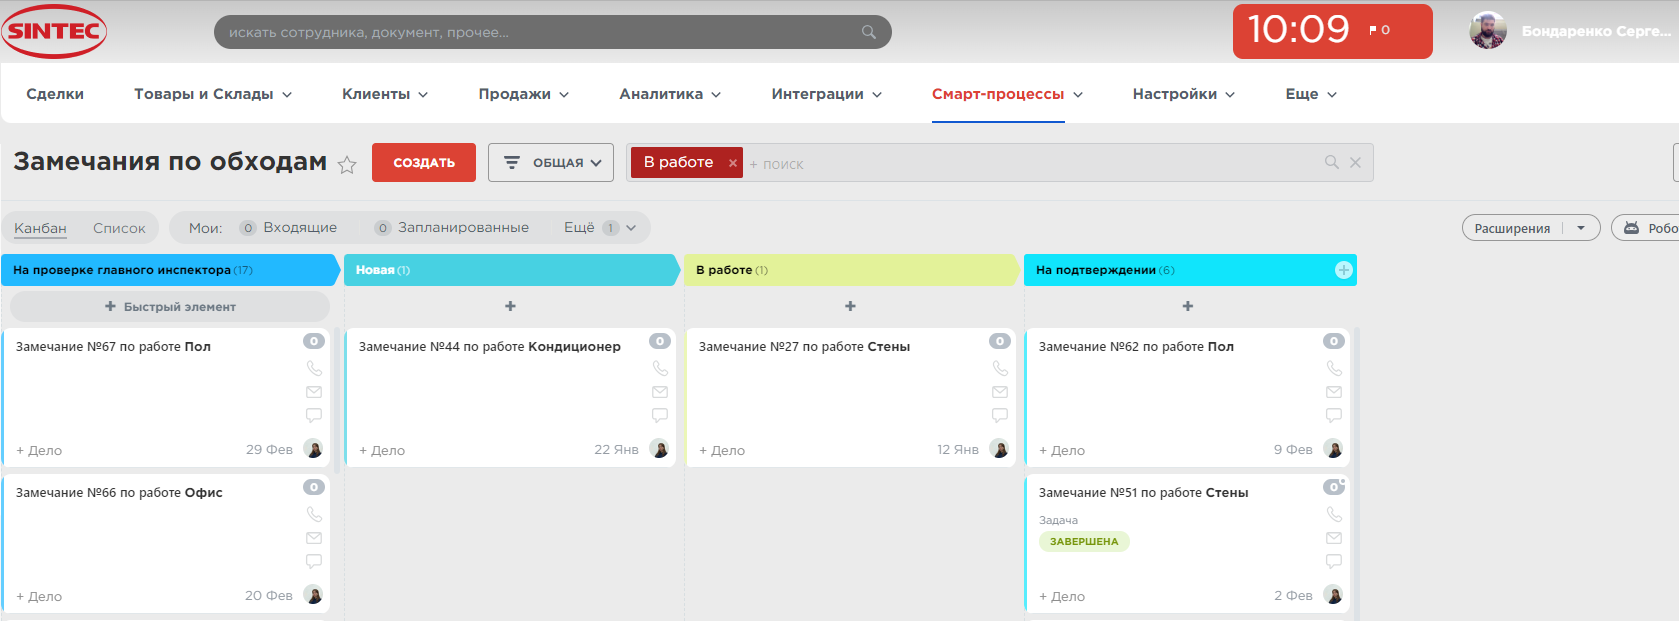 SINTEC
искать сотрудника, документ, прочее...
10:09
0
Бондаренко Серге...
Сделки
Товары и Склады
Клиенты
Продажи
Аналитика
Интеграции
Смарт-процессы
Настройки
Еще
Замечания по обходам
СОЗДАТЬ
ОБЩАЯ
В работе ×
+ поиск
Канбан
Список
Мои:
0 Входящие
0 Запланированные
Ещё 1
Расширения
Робо
На проверке главного инспектора (17)
Новая (1)
В работе (1)
На подтверждении (6)
+ Быстрый элемент
+
+
+
Замечание №67 по работе Пол
0
+ Дело
29 Фев
Замечание №66 по работе Офис
0
+ Дело
20 Фев
Замечание №44 по работе Кондиционер
0
+ Дело
22 Янв
Замечание №27 по работе Стены
0
+ Дело
12 Янв
Замечание №62 по работе Пол
0
+ Дело
9 Фев
Замечание №51 по работе Стены
0
Задача
ЗАВЕРШЕНА
+ Дело
2 Фев